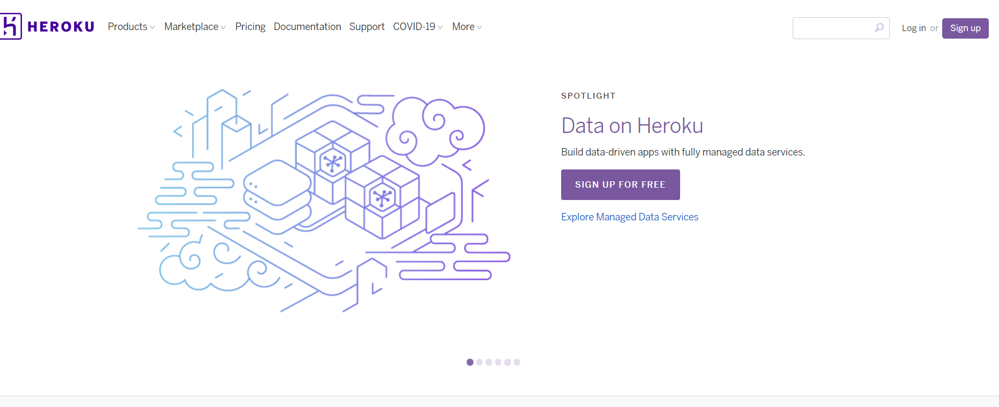 HEROKU Products Marketplace Pricing Documentation Support COVID-19 More Log in or Sign up
SPOTLIGHT
Data on Heroku
Build data-driven apps with fully managed data services.
SIGN UP FOR FREE
Explore Managed Data Services